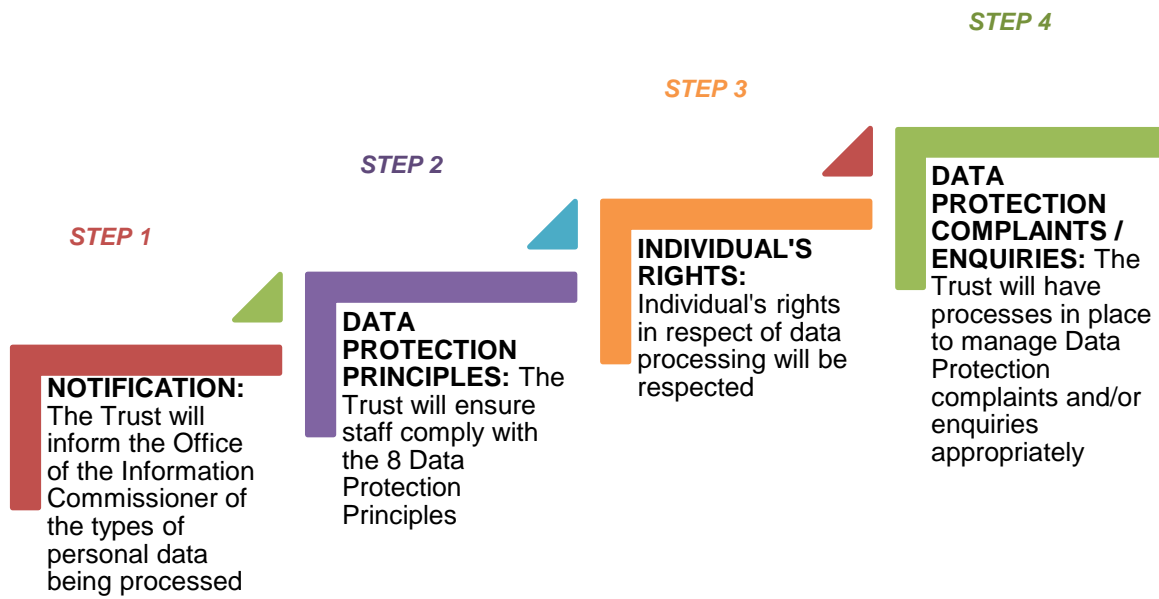 STEP 1
NOTIFICATION:
The Trust will
inform the Office
of the Information
Commissioner of
the types of
personal data
being processed
STEP 2
DATA
PROTECTION
PRINCIPLES: The
Trust will ensure
staff comply with
the 8 Data
Protection
Principles
STEP 3
INDIVIDUAL'S
RIGHTS:
Individual's rights
in respect of data
processing will be
respected
STEP 4
DATA
PROTECTION
COMPLAINTS /
ENQUIRIES: The
Trust will have
processes in place
to manage Data
Protection
complaints and/or
enquiries
appropriately